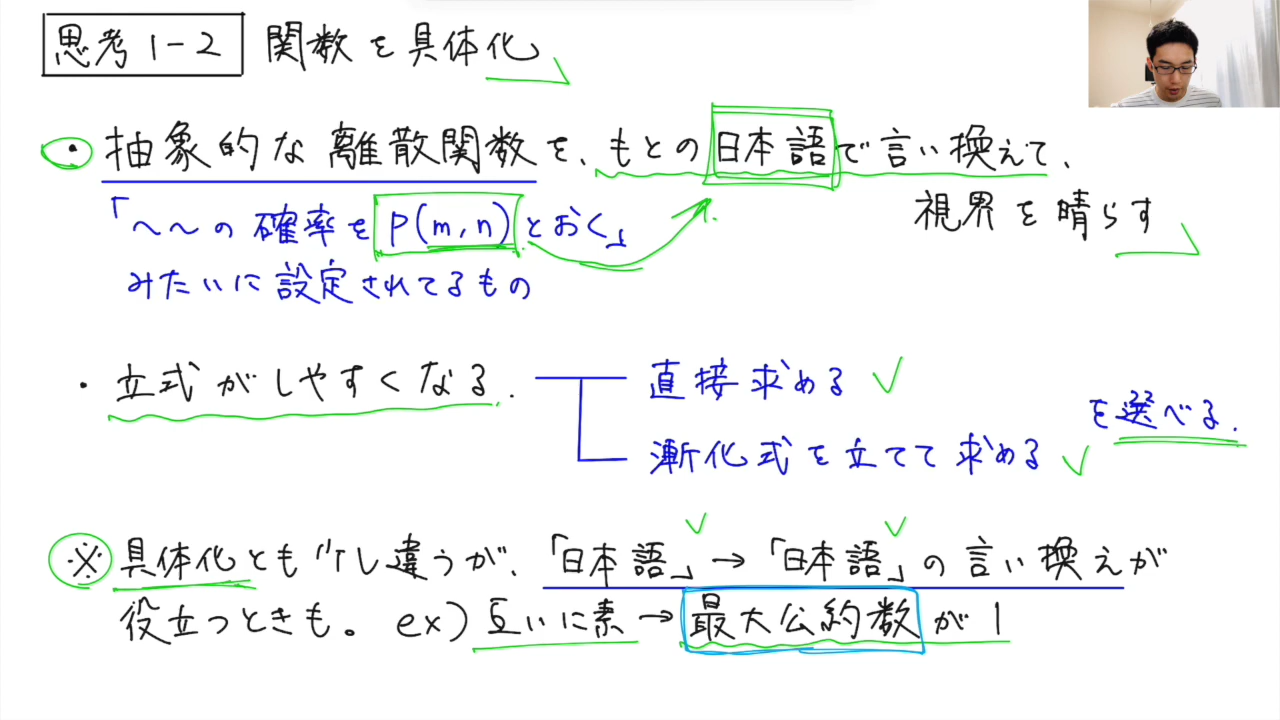 思考1-2 関数を具体化
・抽象的な離散関数を、もとの日本語で言い換えて、
視界を晴らす
「〜〜の確率をP(m,n)とおく」
みたいに設定されてるもの
・立式がしやすくなる. 直接求める
を選べる.
漸化式を立てて求める
※具体化とも少し違うが、「日本語」→「日本語」の言い換えが
役立つときも。ex)互いに素→最大公約数が1